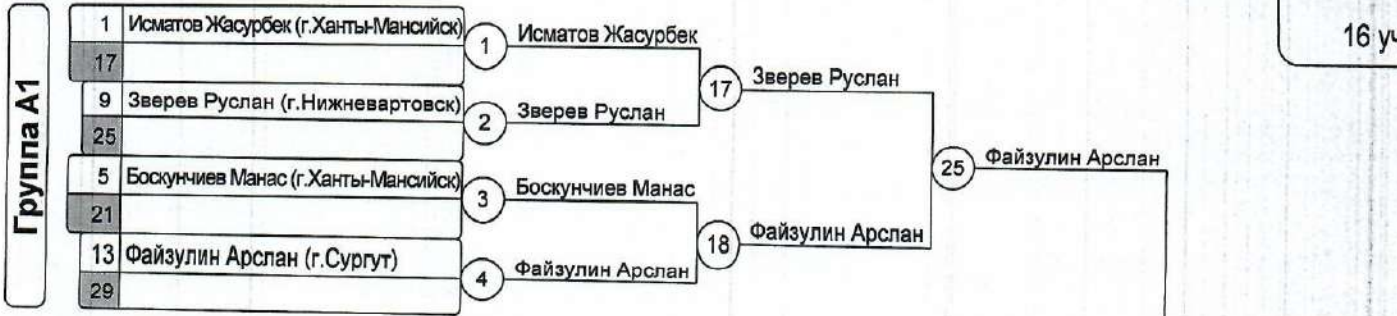 Группа А1
16
1 Исматов Жасурбек (г.Ханты-Мансийск)
17
9 Зверев Руслан (г.Нижневартовск)
25
5 Боскунчиев Манас (г.Ханты-Мансийск)
21
13 Файзулин Арслан (г.Сургут)
29
1 Исматов Жасурбек
2 Зверев Руслан
3 Боскунчиев Манас
4 Файзулин Арслан
17 Зверев Руслан
18 Файзулин Арслан
25 Файзулин Арслан